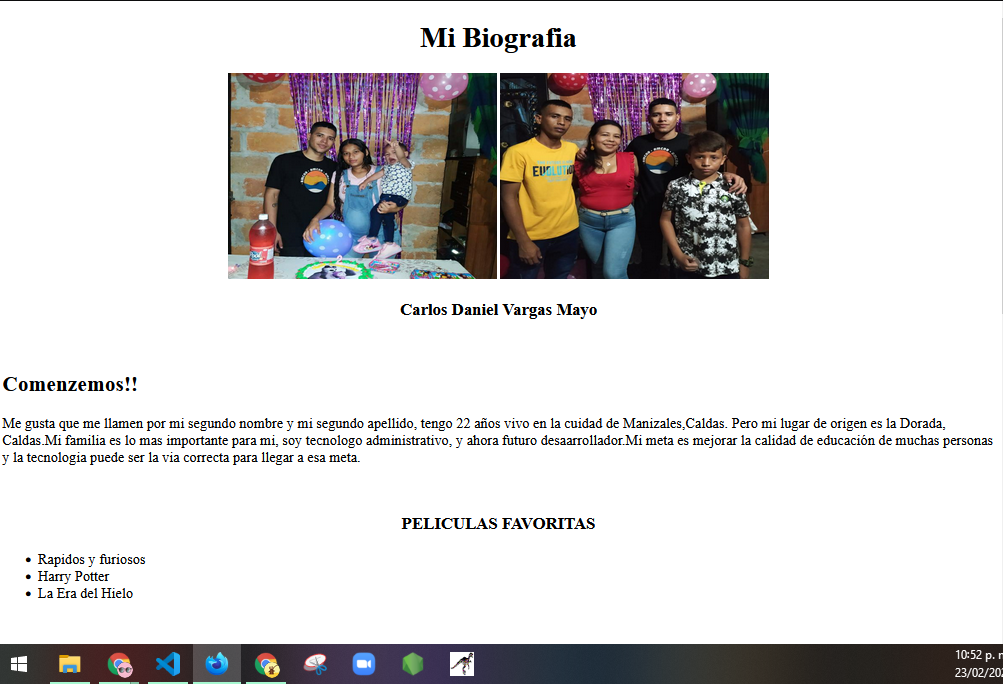 Mi Biografia
EVOLUTION
Carlos Daniel Vargas Mayo
Comenzemos!!
Me gusta que me llamen por mi segundo nombre y mi segundo apellido, tengo 22 años vivo en la cuidad de Manizales,Caldas. Pero mi lugar de origen es la Dorada,
Caldas.Mi familia es lo mas importante para mi, soy tecnologo administrativo, y ahora futuro desaarrollador.Mi meta es mejorar la calidad de educación de muchas personas
y la tecnologia puede ser la via correcta para llegar a esa meta.
PELICULAS FAVORITAS
Rapidos y furiosos
Harry Potter
La Era del Hielo
10:52 p.
23/02/20